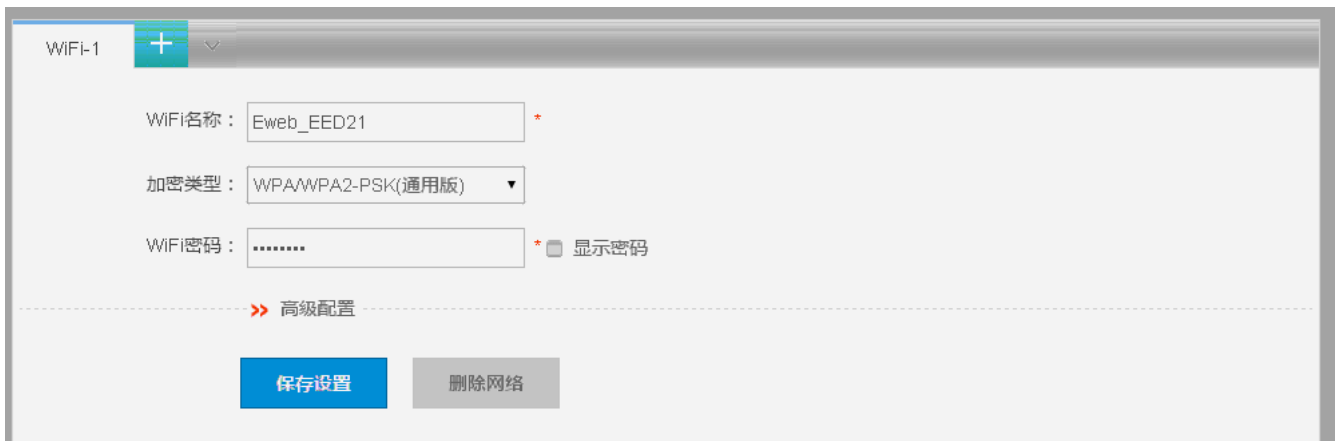 WiFi-1 +
WiFi名称： Eweb_EED21 *
加密类型： WPA/WPA2-PSK(通用版)
WiFi密码： •••••••• * 显示密码
高级配置
保存设置 删除网络